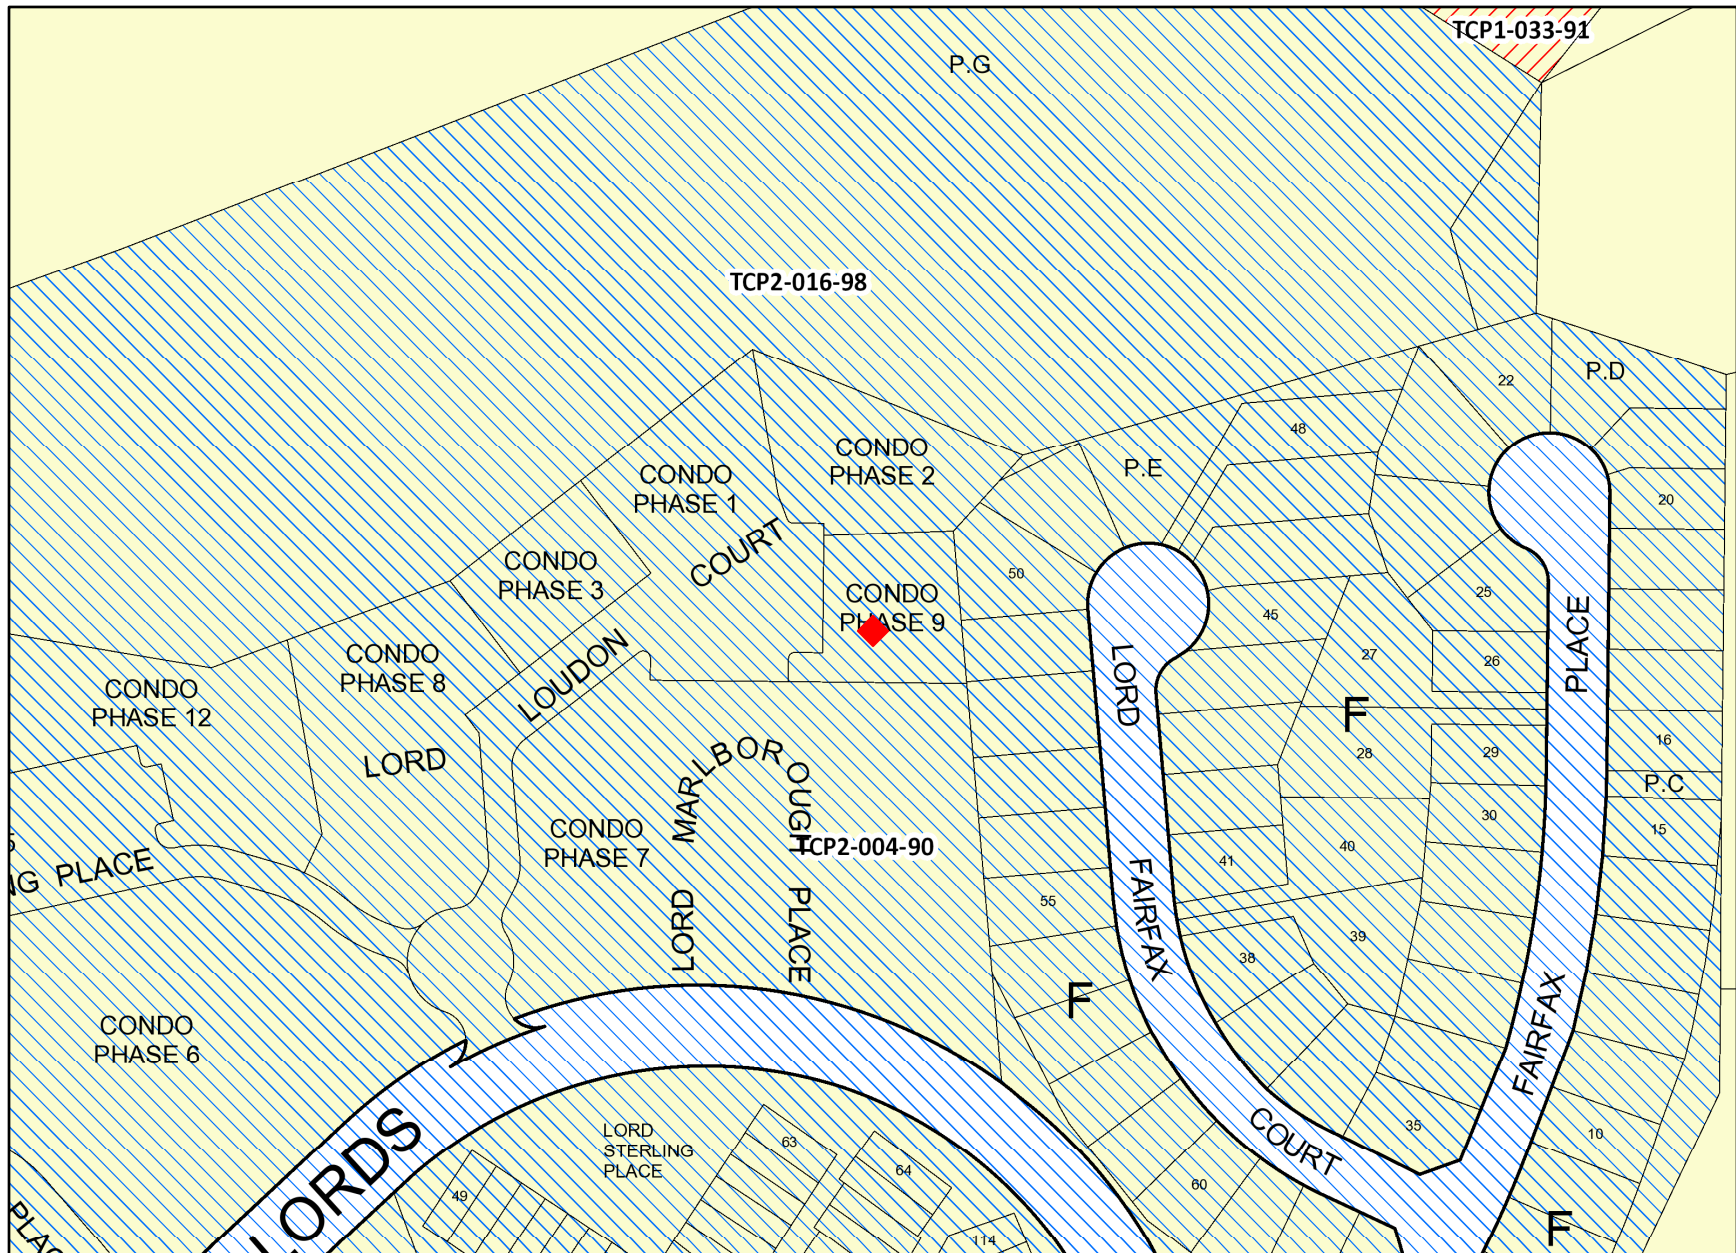 TCP1-033-91
P.G
TCP2-016-98
22
P.D
48
CONDO
PHASE 2
P.E
CONDO
PHASE 1
20
COURT
CONDO
PHASE 3
50
CONDO
PHASE 9
25
45
PLACE
27
26
LORD
CONDO
PHASE 8
LOUDON
CONDO
PHASE 12
F
LORD
MARLBOROUGH
28
29
16
P.C
30
15
CONDO
PHASE 7
TCP2-004-90
40
41
PLACE
55
LORD
PLACE
FAIRFAX
39
38
F
CONDO
PHASE 6
FAIRFAX
LORDS
LORD
STERLING
PLACE
63
64
49
COURT
35
10
60
F
114